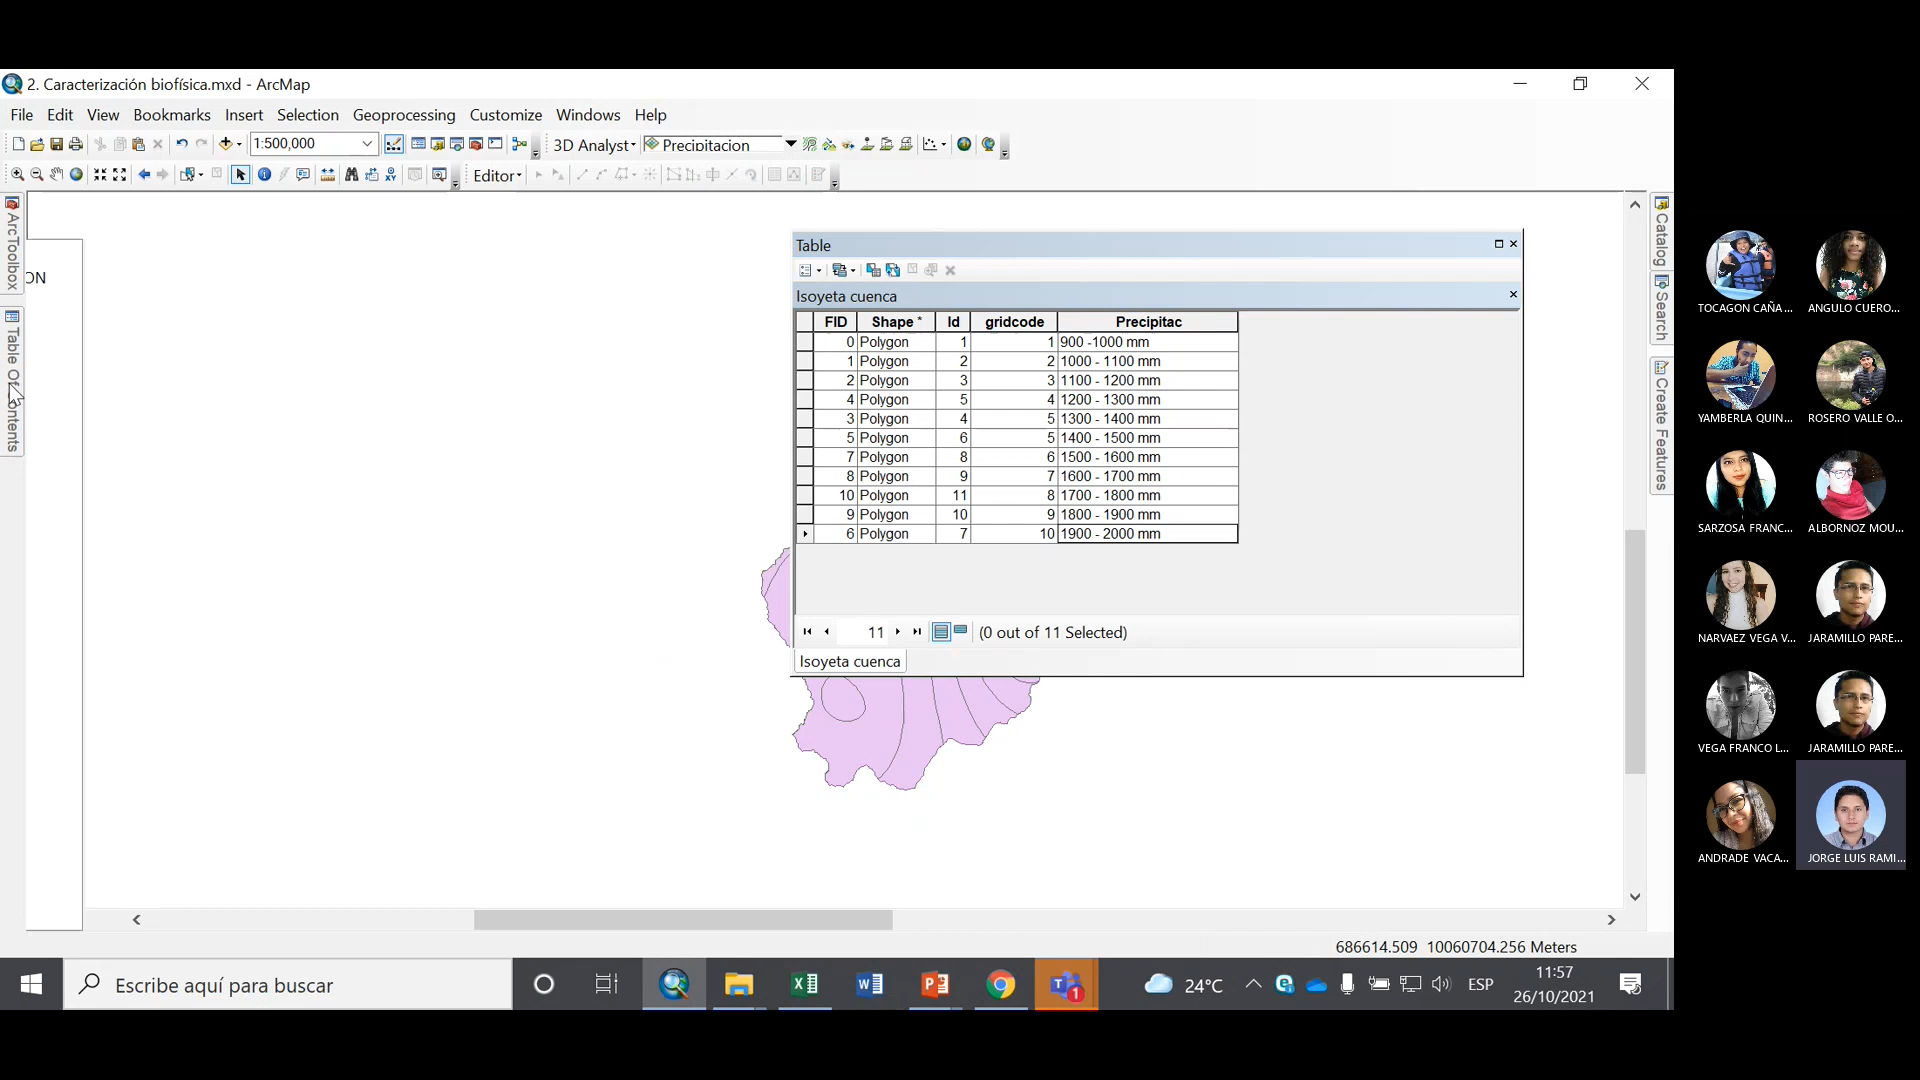 2. Caracterización biofísica.mxd - ArcMap
File Edit View Bookmarks Insert Selection Geoprocessing Customize Windows Help
1:500,000 3D Analyst Precipitacion
Editor
ArcToolbox
Table Of Contents
ON
Table
Isoyeta cuenca
FID Shape * Id gridcode Precipitac
0 Polygon 1 1 900 -1000 mm
1 Polygon 2 2 1000 - 1100 mm
2 Polygon 3 3 1100 - 1200 mm
4 Polygon 5 4 1200 - 1300 mm
3 Polygon 4 5 1300 - 1400 mm
5 Polygon 6 5 1400 - 1500 mm
7 Polygon 8 6 1500 - 1600 mm
8 Polygon 9 7 1600 - 1700 mm
10 Polygon 11 8 1700 - 1800 mm
9 Polygon 10 9 1800 - 1900 mm
6 Polygon 7 10 1900 - 2000 mm
11 (0 out of 11 Selected)
Isoyeta cuenca
Catalog
Search
Create Features
686614.509 10060704.256 Meters
Escribe aquí para buscar
1
24°C
ESP
11:57
26/10/2021
TOCAGON CAÑA...
ANGULO CUERO...
YAMBERLA QUIN...
ROSERO VALLE O...
SARZOSA FRANC...
ALBORNOZ MOU...
NARVAEZ VEGA V...
JARAMILLO PARE...
VEGA FRANCO L...
JARAMILLO PARE...
ANDRADE VACA...
JORGE LUIS RAMI...